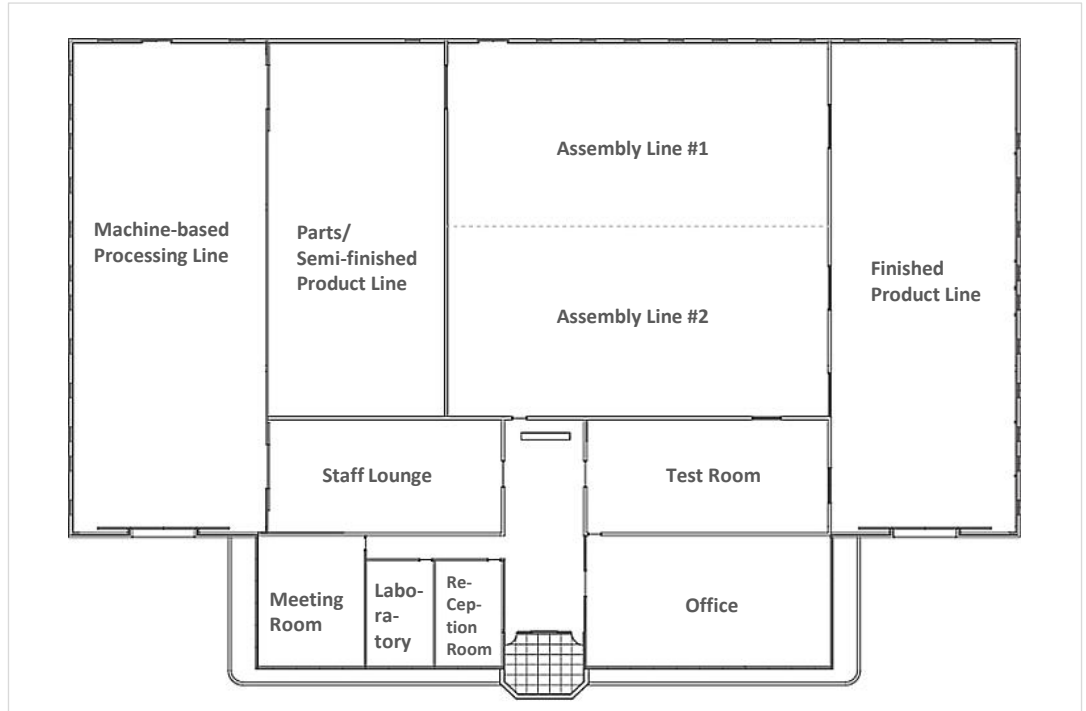 Assembly Line #1
Machine-based
Processing Line
Parts/
Semi-finished
Product Line
Finished
Product Line
Assembly Line #2
Staff Lounge
Test Room
Meeting
Room
Labo-
ra-
tory
Re-
Cep-
tion
Room
Office